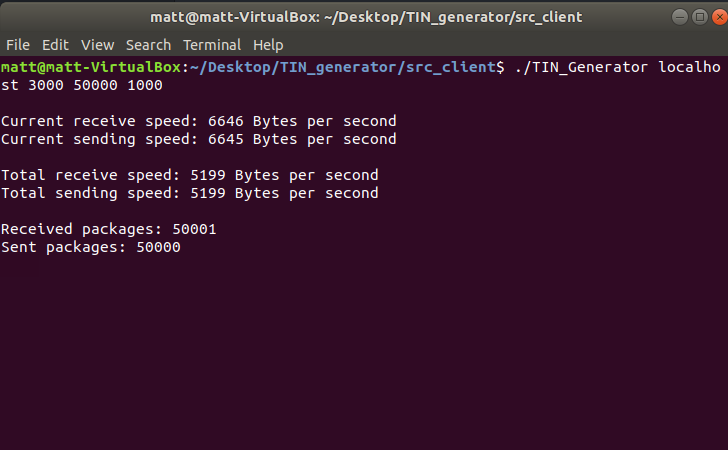 matt@matt-VirtualBox: ~/Desktop/TIN_generator/src_client
File Edit View Search Terminal Help
matt@matt-VirtualBox:~/Desktop/TIN_generator/src_client$ ./TIN_Generator localho
st 3000 50000 1000
Current receive speed: 6646 Bytes per second
Current sending speed: 6645 Bytes per second
Total receive speed: 5199 Bytes per second
Total sending speed: 5199 Bytes per second
Received packages: 50001
Sent packages: 50000